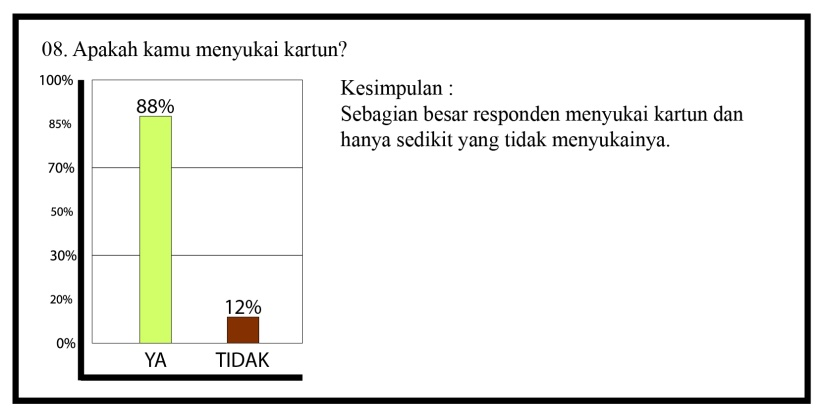 08. Apakah kamu menyukai kartun?
100%
85%
70%
50%
30%
20%
0%
88%
12%
YA
TIDAK
Kesimpulan :
Sebagian besar responden menyukai kartun dan
hanya sedikit yang tidak menyukainya.